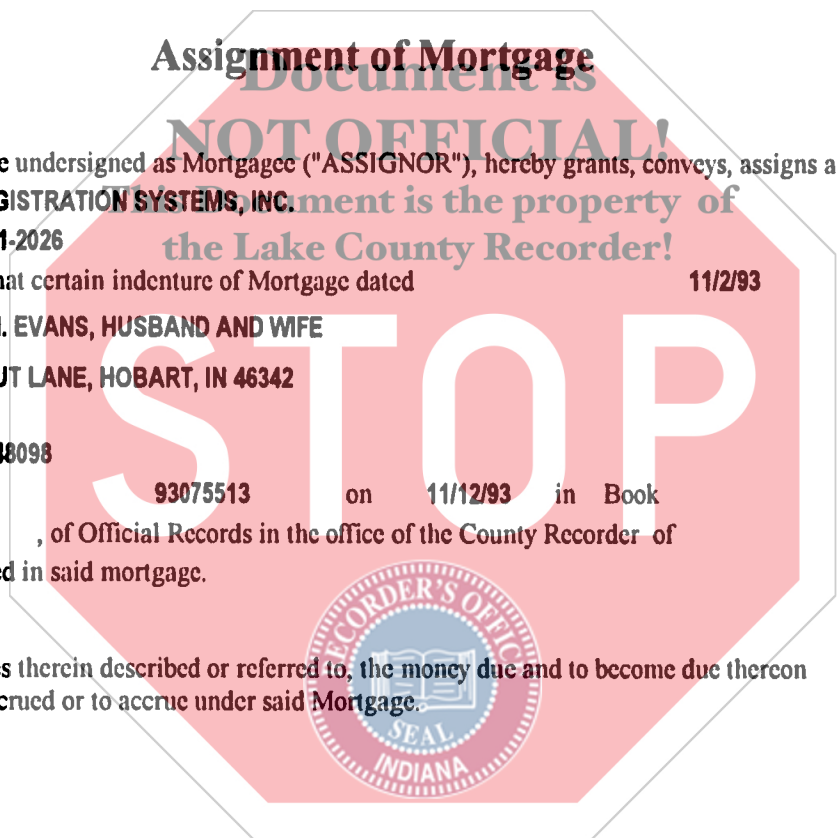 Assignment of Mortgage
Document is
NOT OFFICIAL!
e undersigned as Mortgagee ("ASSIGNOR"), hereby grants, conveys, assigns a
GISTRATION SYSTEMS, INC.
This Document is the property of
1-2026
the Lake County Recorder!
hat certain indenture of Mortgage dated 11/2/93
. EVANS, HUSBAND AND WIFE
STOP
UT LANE, HOBART, IN 46342
48098
93075513 on 11/12/93 in Book
, of Official Records in the office of the County Recorder of
ed in said mortgage.
RECORDER'S OFFICE
s therein described or referred to, the money due and to become due thereon
crued or to accrue under said Mortgage.
SEAL
INDIANA